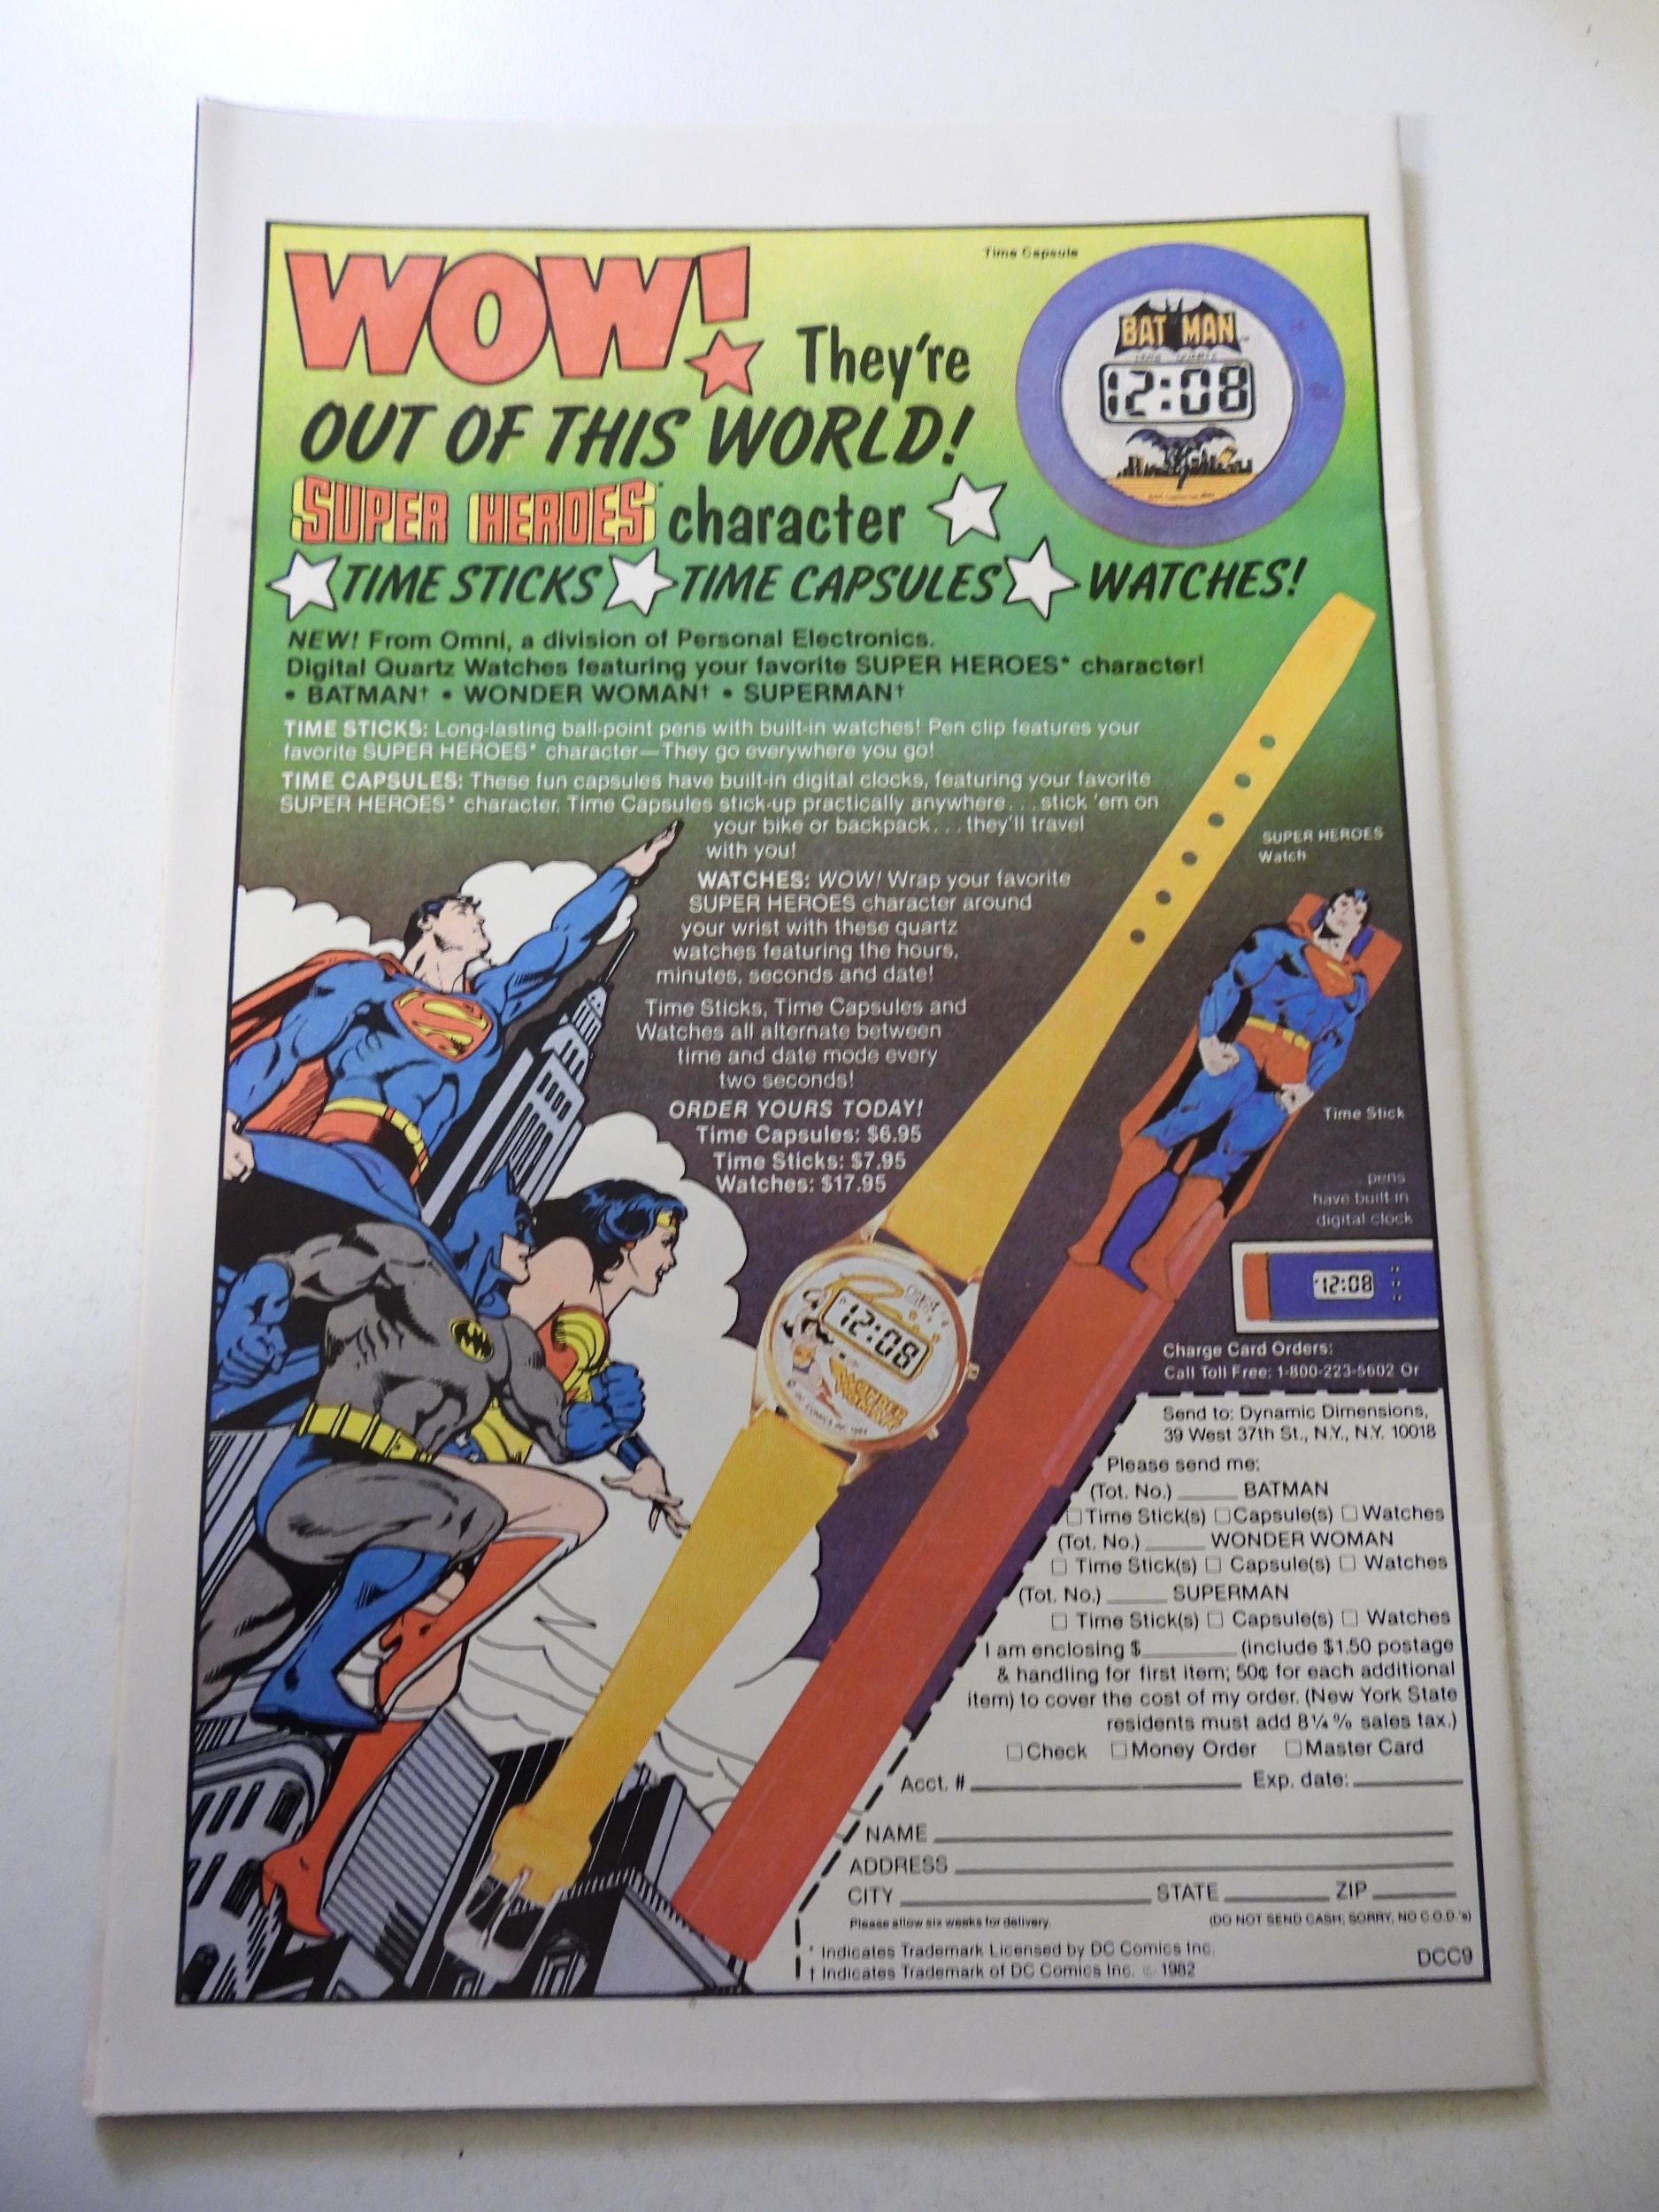 WOW!
Time Capsule
They're
OUT OF THIS WORLD!
BATMAN
12:08
SUPER HEROES* character
TIME STICKS TIME CAPSULES WATCHES!
NEW! From Omni, a division of Personal Electronics.
Digital Quartz Watches featuring your favorite SUPER HEROES* character!
• BATMAN† • WONDER WOMAN† • SUPERMAN†
TIME STICKS: Long-lasting ball-point pens with built-in watches! Pen clip features your
favorite SUPER HEROES* character—They go everywhere you go!
TIME CAPSULES: These fun capsules have built-in digital clocks, featuring your favorite
SUPER HEROES* character. Time Capsules stick-up practically anywhere...stick 'em on
your bike or backpack...they'll travel
with you!
WATCHES: WOW! Wrap your favorite
SUPER HEROES character around
your wrist with these quartz
watches featuring the hours,
minutes, seconds and date!
Time Sticks, Time Capsules and
Watches all alternate between
time and date mode every
two seconds!
ORDER YOURS TODAY!
Time Capsules: $6.95
Time Sticks: $7.95
Watches: $17.95
SUPER HEROES
Watch
Time Stick
pens
have built in
digital clock
12:08
12:08
WONDER
WOMAN
Charge Card Orders:
Call Toll Free: 1-800-223-5602 Or
Send to: Dynamic Dimensions,
39 West 37th St., N.Y., N.Y. 10018
Please send me:
(Tot. No.) ______ BATMAN
☐ Time Stick(s) ☐ Capsule(s) ☐ Watches
(Tot. No.) ______ WONDER WOMAN
☐ Time Stick(s) ☐ Capsule(s) ☐ Watches
(Tot. No.) ______ SUPERMAN
☐ Time Stick(s) ☐ Capsule(s) ☐ Watches
I am enclosing $________ (include $1.50 postage
& handling for first item; 50¢ for each additional
item) to cover the cost of my order. (New York State
residents must add 8¼% sales tax.)
☐ Check ☐ Money Order ☐ Master Card
Acct. # ________ Exp. date: ________
NAME ________
ADDRESS ________
CITY ________ STATE ________ ZIP ________
Please allow six weeks for delivery. (DO NOT SEND CASH; SORRY, NO C.O.D.'s)
* Indicates Trademark Licensed by DC Comics Inc.
† Indicates Trademark of DC Comics Inc. © 1982
DCC9